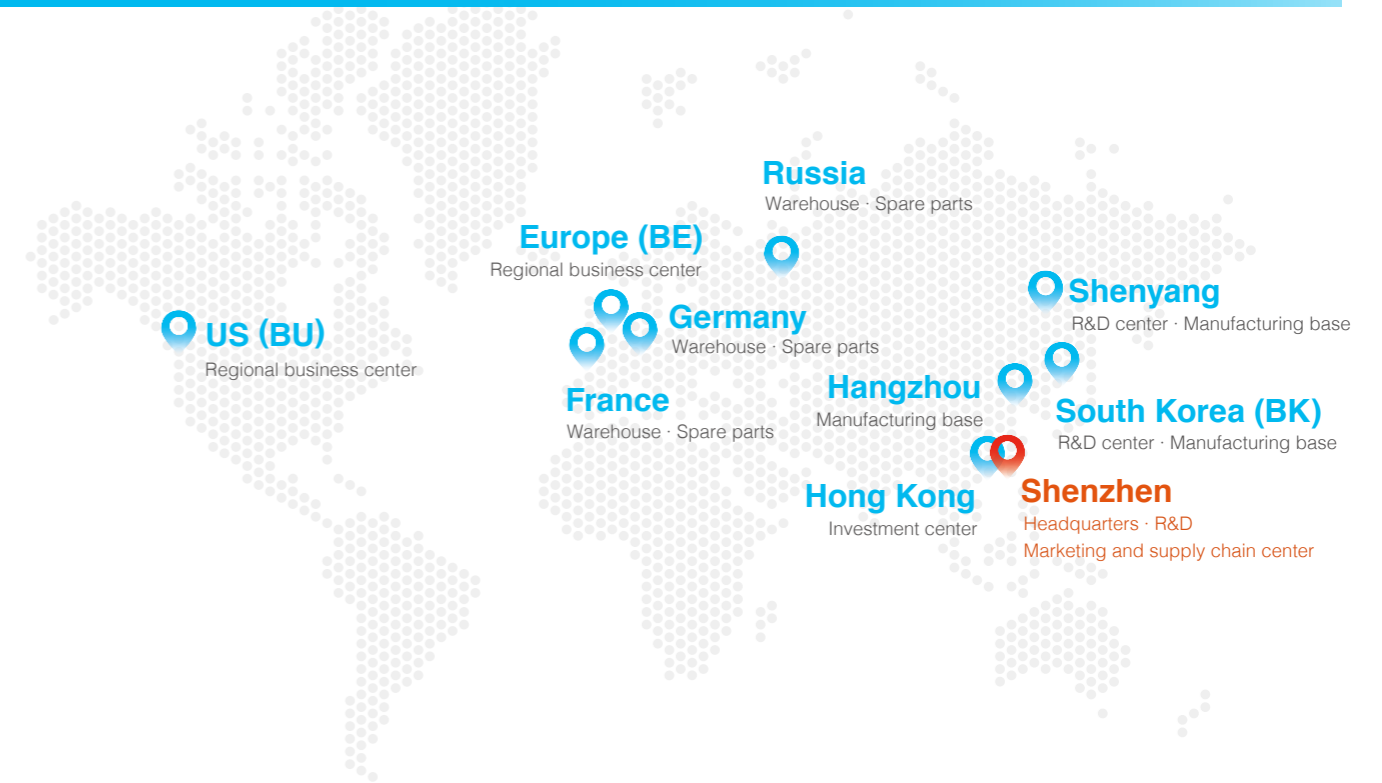 Russia
Warehouse · Spare parts
Europe (BE)
Regional business center
Germany
Warehouse · Spare parts
US (BU)
Regional business center
France
Warehouse · Spare parts
Shenyang
R&D center · Manufacturing base
Hangzhou
Manufacturing base
South Korea (BK)
R&D center · Manufacturing base
Hong Kong
Investment center
Shenzhen
Headquarters · R&D
Marketing and supply chain center